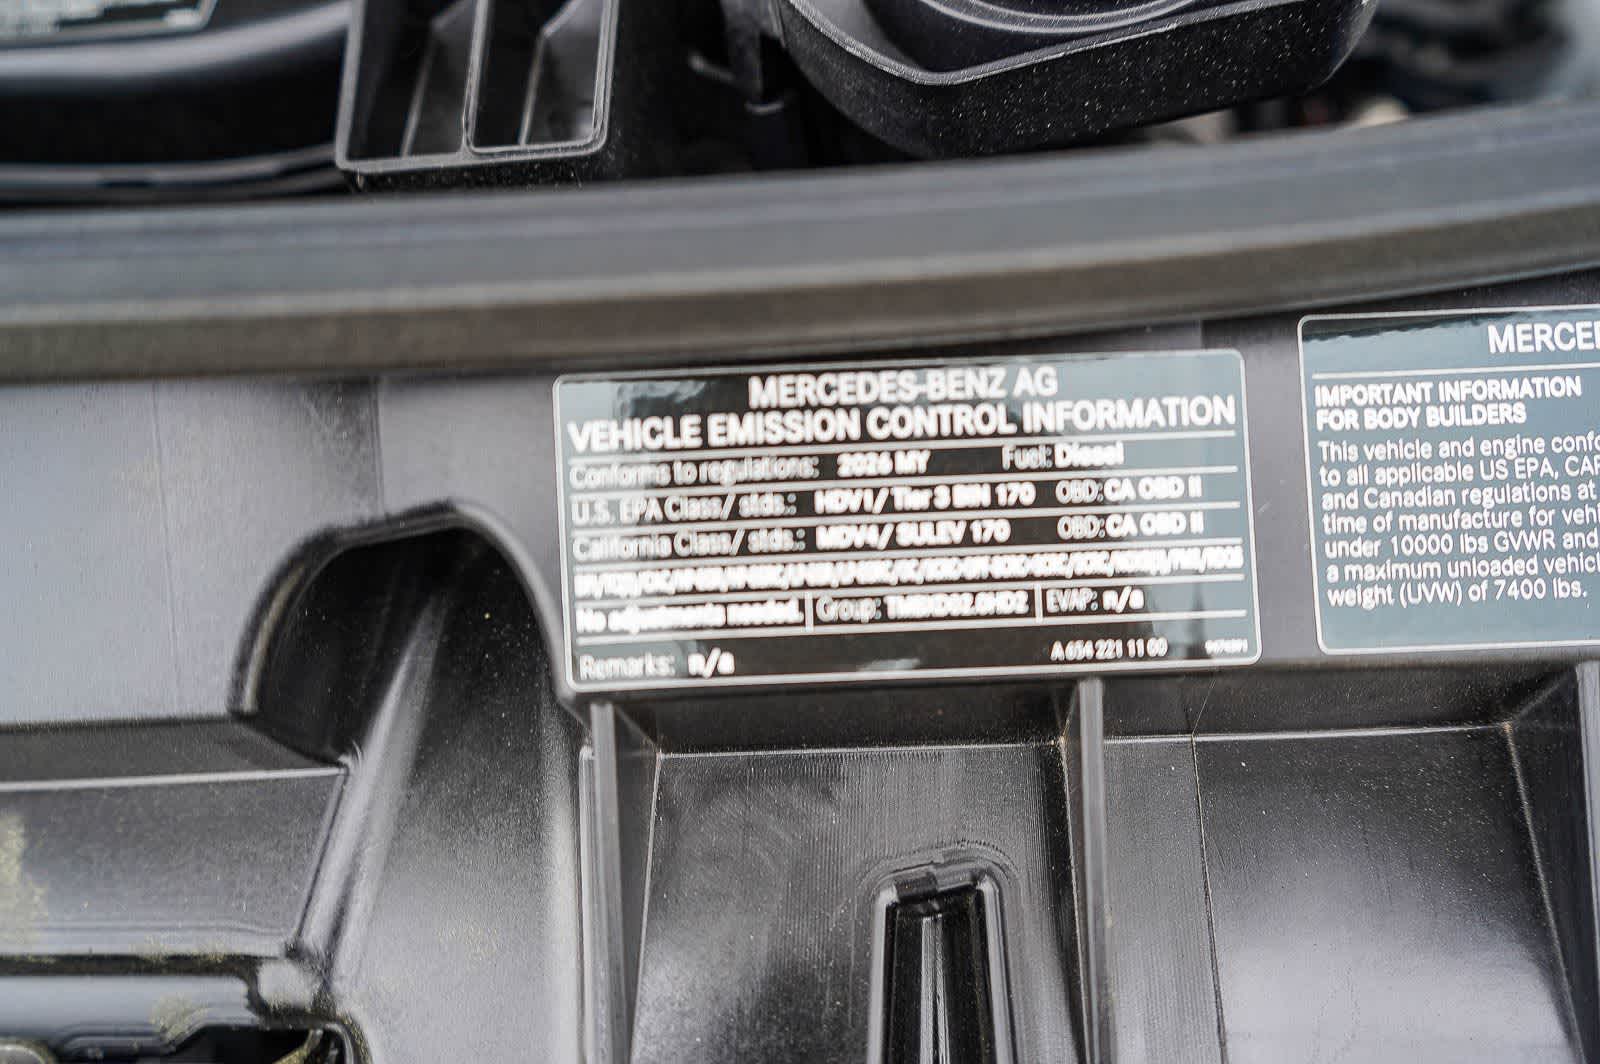 MERCEDES-BENZ AG
VEHICLE EMISSION CONTROL INFORMATION
Conforms to regulations: 2026 MY Fuel: Diesel
U.S. EPA Class/ stds.: HDV1/ Tier 3 BIN 170 OBD: CA OBD II
California Class/ stds.: MDV4/ SULEV 170 OBD: CA OBD II
No adjustments needed. Group: EVAP: n/a
Remarks: n/a A 654 221 11 00
MERCE
IMPORTANT INFORMATION
FOR BODY BUILDERS
This vehicle and engine confo
to all applicable US EPA, CAR
and Canadian regulations at
time of manufacture for vehi
under 10000 lbs GVWR and
a maximum unloaded vehicl
weight (UVW) of 7400 lbs.